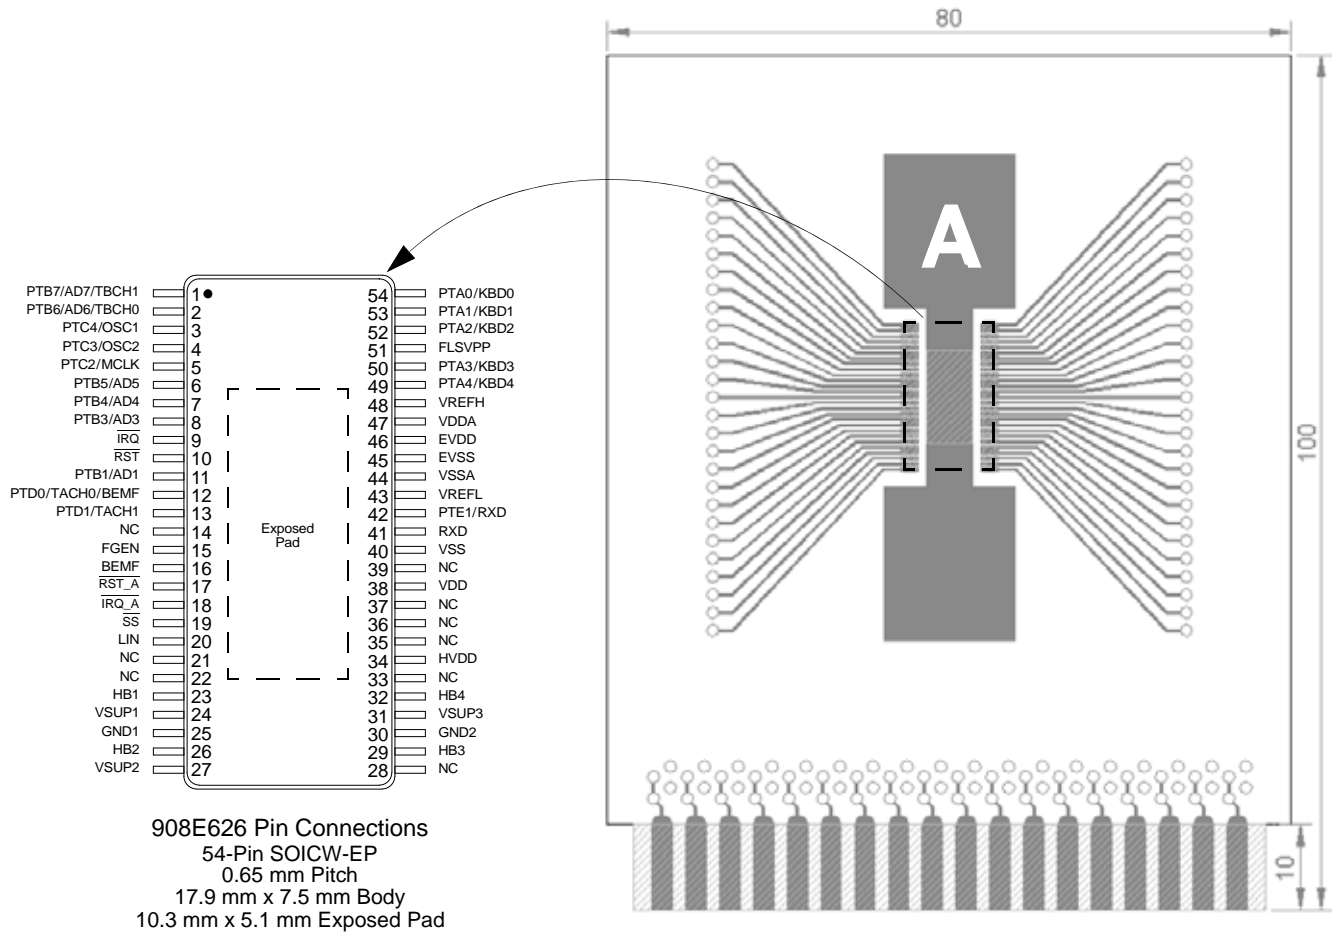 80
A
100
10
PTB7/AD7/TBCH1 1 54 PTA0/KBD0
PTB6/AD6/TBCH0 2 53 PTA1/KBD1
PTC4/OSC1 3 52 PTA2/KBD2
PTC3/OSC2 4 51 FLSVPP
PTC2/MCLK 5 50 PTA3/KBD3
PTB5/AD5 6 49 PTA4/KBD4
PTB4/AD4 7 48 VREFH
PTB3/AD3 8 47 VDDA
IRQ 9 46 EVDD
RST 10 45 EVSS
PTB1/AD1 11 44 VSSA
PTD0/TACH0/BEMF 12 43 VREFL
PTD1/TACH1 13 42 PTE1/RXD
NC 14 41 RXD
FGEN 15 40 VSS
BEMF 16 39 NC
RST_A 17 38 VDD
IRQ_A 18 37 NC
SS 19 36 NC
LIN 20 35 NC
NC 21 34 HVDD
NC 22 33 NC
HB1 23 32 HB4
VSUP1 24 31 VSUP3
GND1 25 30 GND2
HB2 26 29 HB3
VSUP2 27 28 NC
Exposed
Pad
908E626 Pin Connections
54-Pin SOICW-EP
0.65 mm Pitch
17.9 mm x 7.5 mm Body
10.3 mm x 5.1 mm Exposed Pad